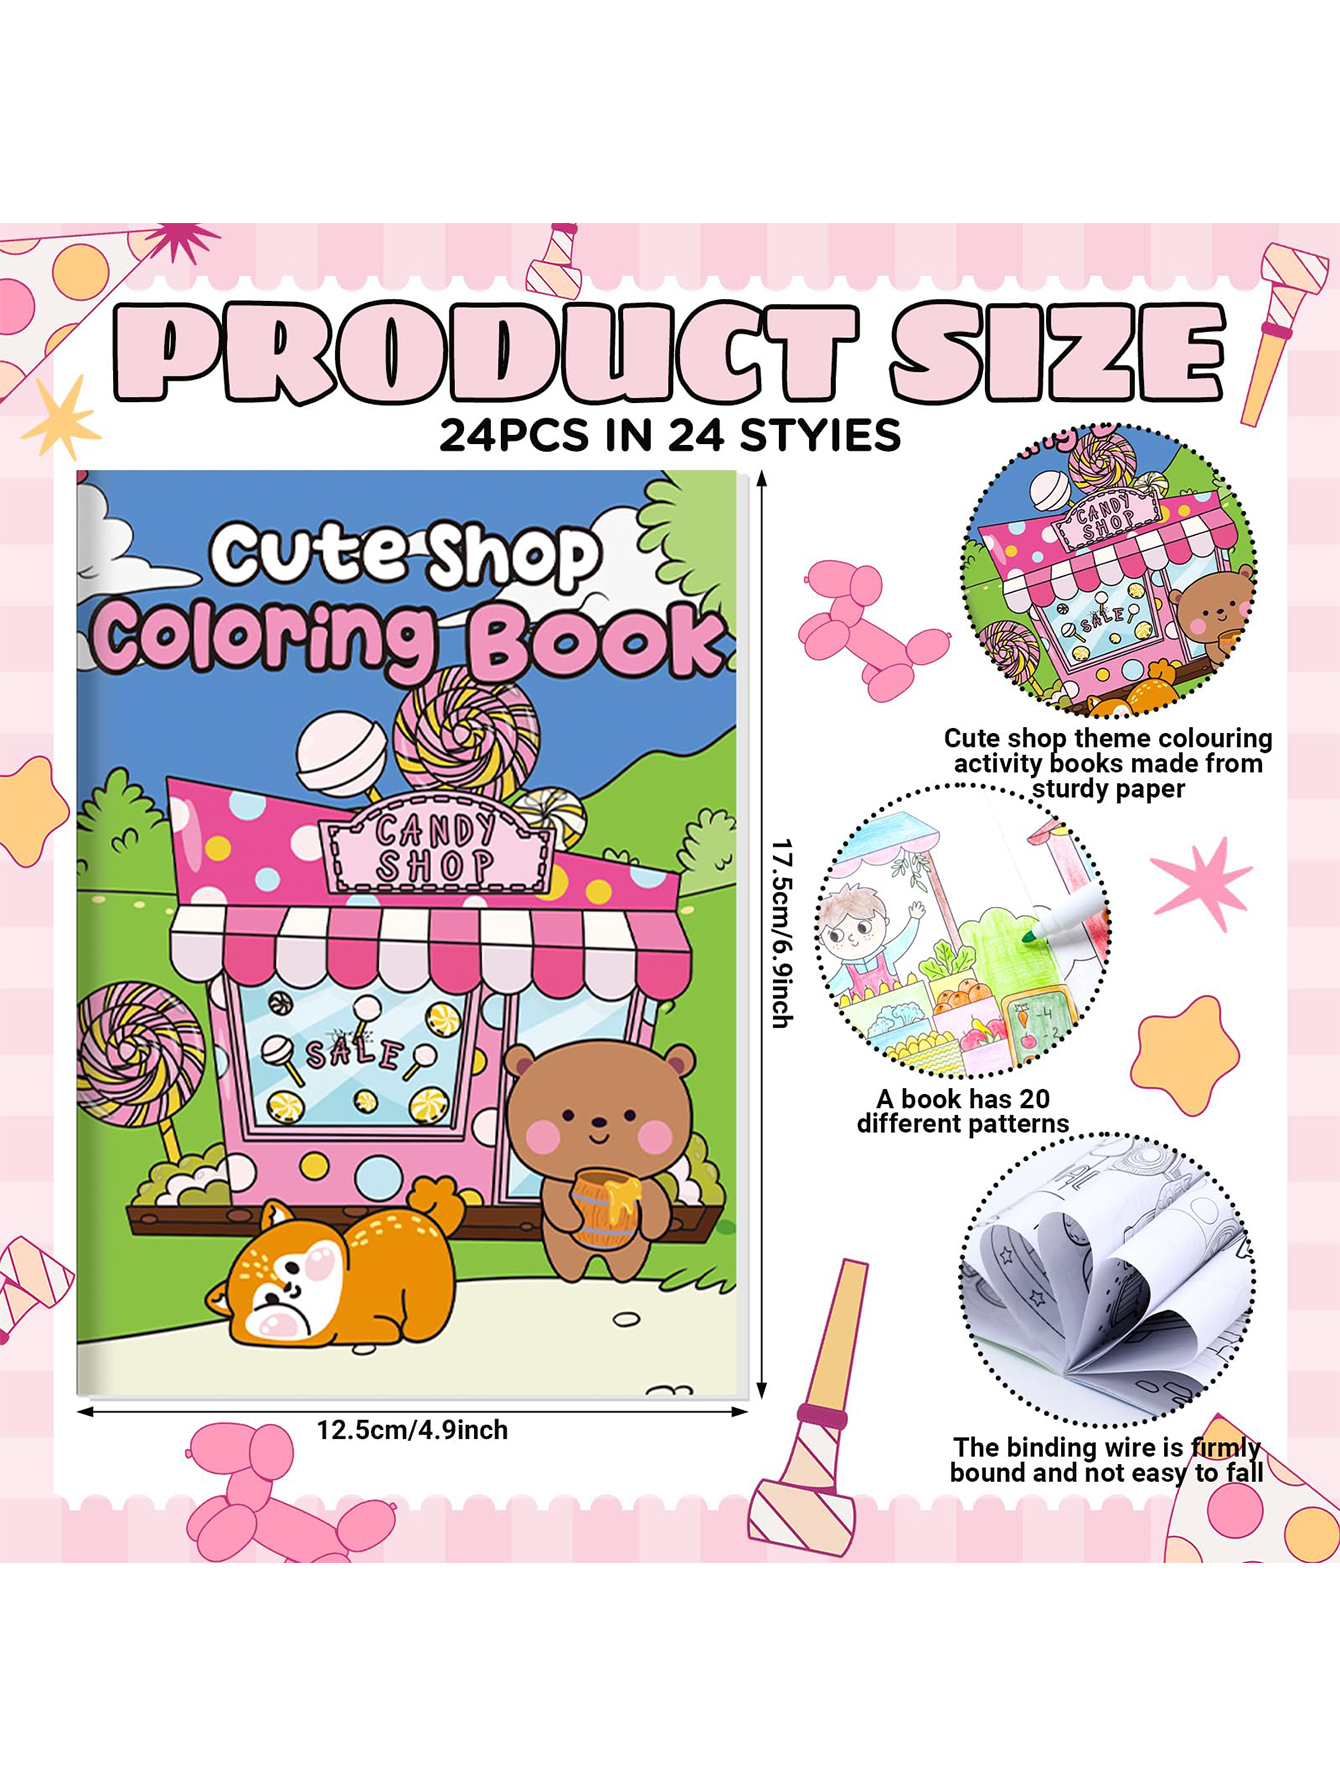 PRODUCT SIZE
24PCS IN 24 STYIES
Cute Shop
Coloring Book
CANDY
SHOP
SALE
17.5cm/6.9inch
12.5cm/4.9inch
CANDY
SHOP
SALE
Cute shop theme colouring
activity books made from
sturdy paper
A book has 20
different patterns
The binding wire is firmly
bound and not easy to fall